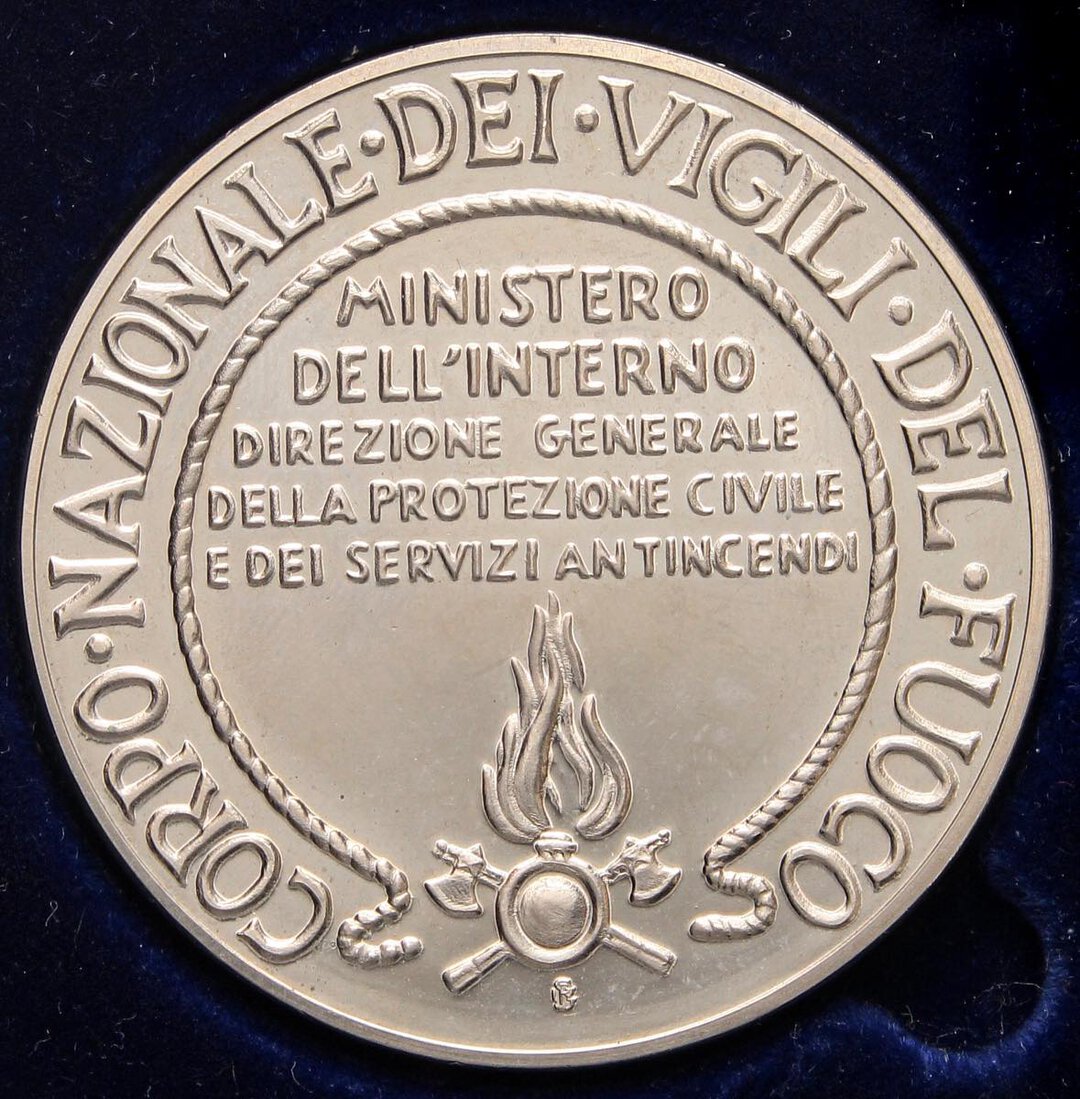 CORPO·NAZIONALE·DEI·VIGILI·DEL·FUOCO
MINISTERO
DELL'INTERNO
DIREZIONE GENERALE
DELLA PROTEZIONE CIVILE
E DEI SERVIZI ANTINCENDI